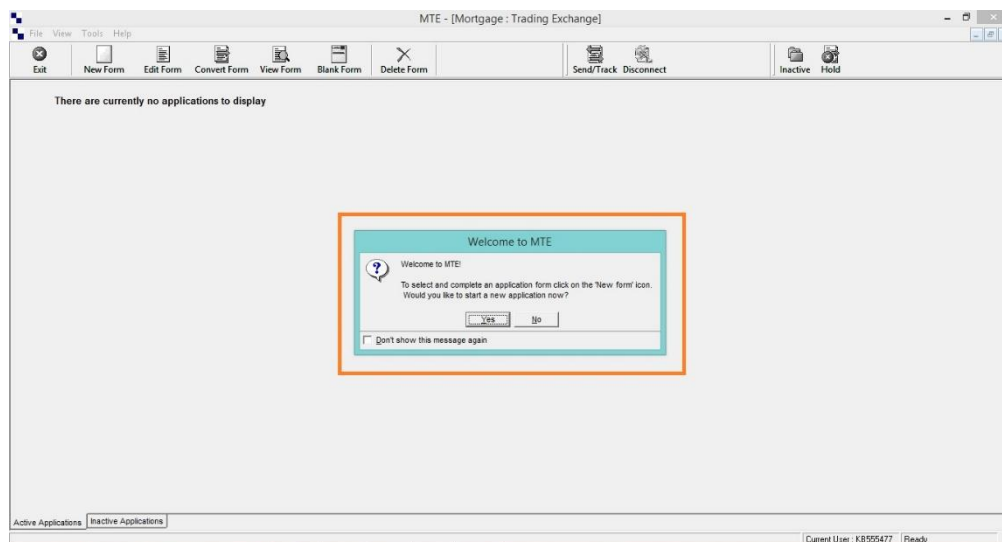 MTE - [Mortgage : Trading Exchange]
File View Tools Help
Exit New Form Edit Form Convert Form View Form Blank Form Delete Form Send/Track Disconnect Inactive Hold
There are currently no applications to display
Welcome to MTE
Welcome to MTE!
To select and complete an application form click on the 'New form' icon.
Would you like to start a new application now?
Yes No
Don't show this message again
Active Applications Inactive Applications
Current User : KB555477 Ready